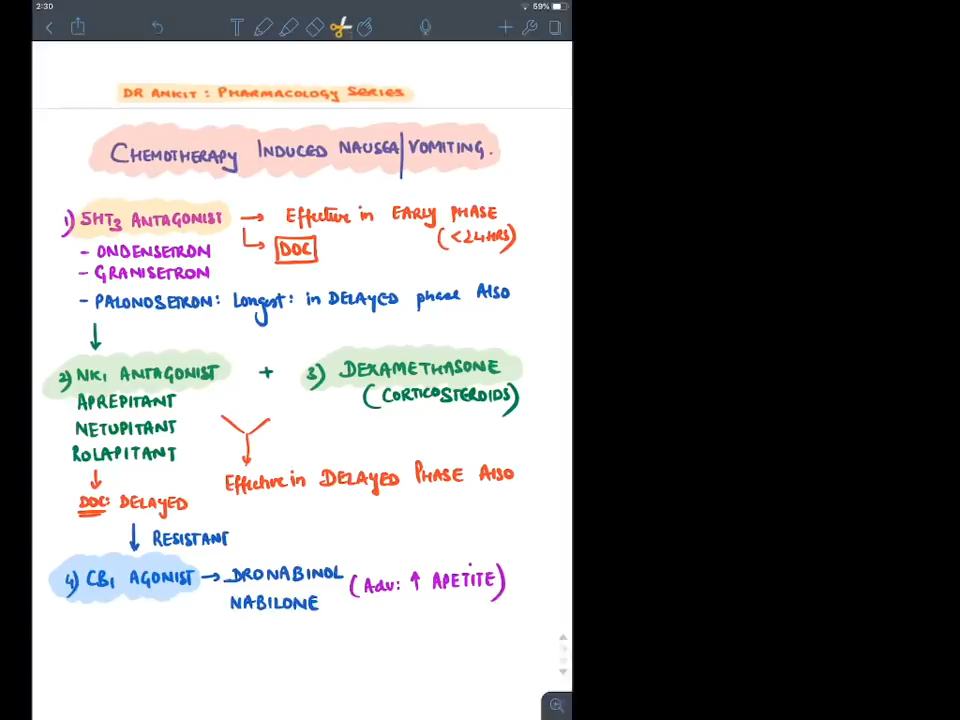 2:30
59%
DR ANKIT : PHARMACOLOGY SERIES
CHEMOTHERAPY INDUCED NAUSEA/VOMITING.
1) 5HT3 ANTAGONIST → Effective in EARLY PHASE
(<24HRS)
→ DOC
- ONDENSETRON
- GRANISETRON
- PALONOSETRON: Longest: in DELAYED phase Also
↓
2) NK1 ANTAGONIST + 3) DEXAMETHASONE
(CORTICOSTEROIDS)
APREPITANT
NETUPITANT
ROLAPITANT
Effective in DELAYED PHASE Also
↓
DOC: DELAYED
↓ RESISTANT
4) CB1 AGONIST → DRONABINOL (Adv: ↑ APETITE)
NABILONE